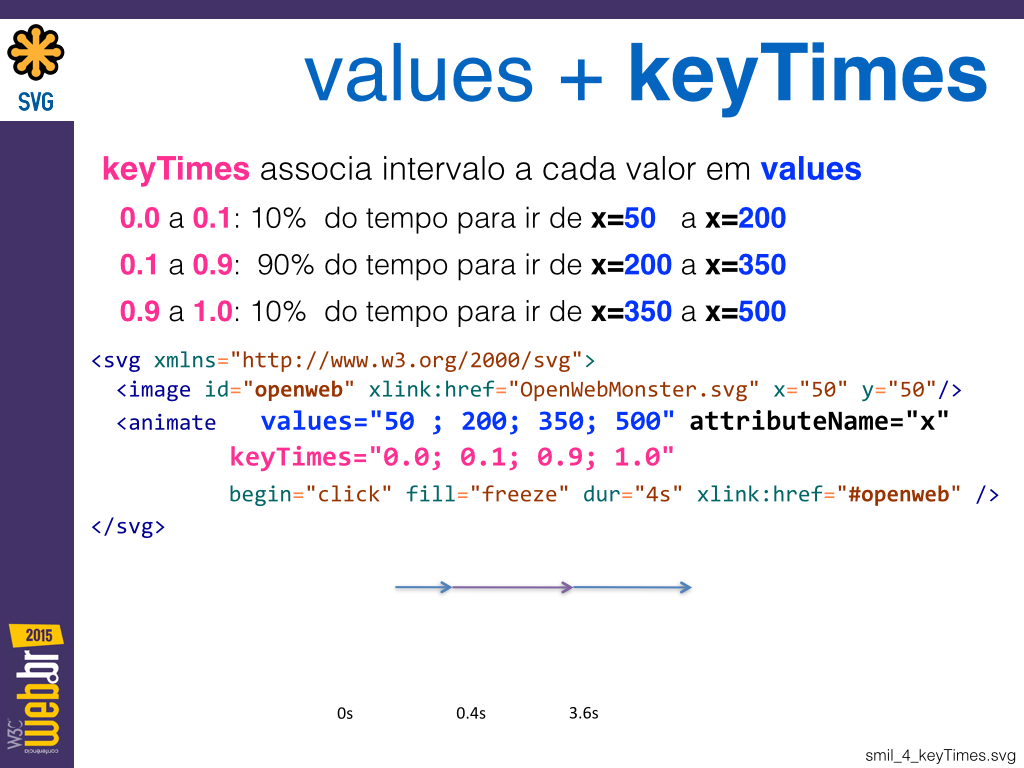 SVG
values + keyTimes
keyTimes associa intervalo a cada valor em values
0.0 a 0.1: 10% do tempo para ir de x=50 a x=200
0.1 a 0.9: 90% do tempo para ir de x=200 a x=350
0.9 a 1.0: 10% do tempo para ir de x=350 a x=500
<svg xmlns="http://www.w3.org/2000/svg">
<image id="openweb" xlink:href="OpenWebMonster.svg" x="50" y="50"/>
<animate values="50 ; 200; 350; 500" attributeName="x"
keyTimes="0.0; 0.1; 0.9; 1.0"
begin="click" fill="freeze" dur="4s" xlink:href="#openweb" />
</svg>
2015
W3C conferência
web.br
0s 0.4s 3.6s
smil_4_keyTimes.svg